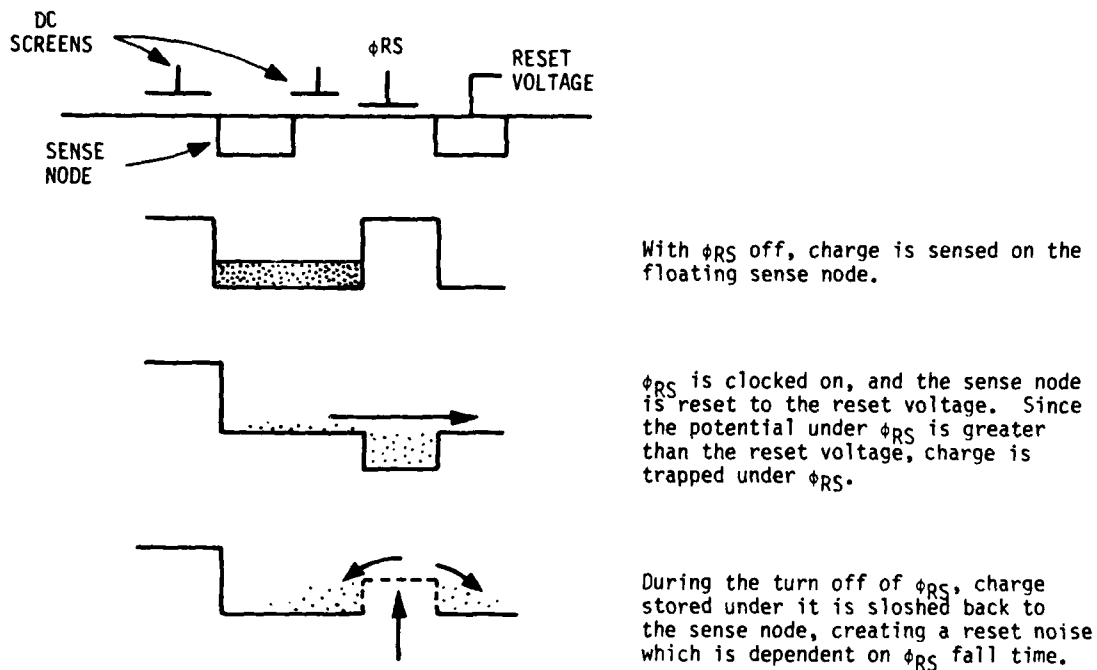 DC
SCREENS
φRS
RESET
VOLTAGE
SENSE
NODE
With φRS off, charge is sensed on the
floating sense node.
φRS is clocked on, and the sense node
is reset to the reset voltage. Since
the potential under φRS is greater
than the reset voltage, charge is
trapped under φRS.
During the turn off of φRS, charge
stored under it is sloshed back to
the sense node, creating a reset noise
which is dependent on φRS fall time.